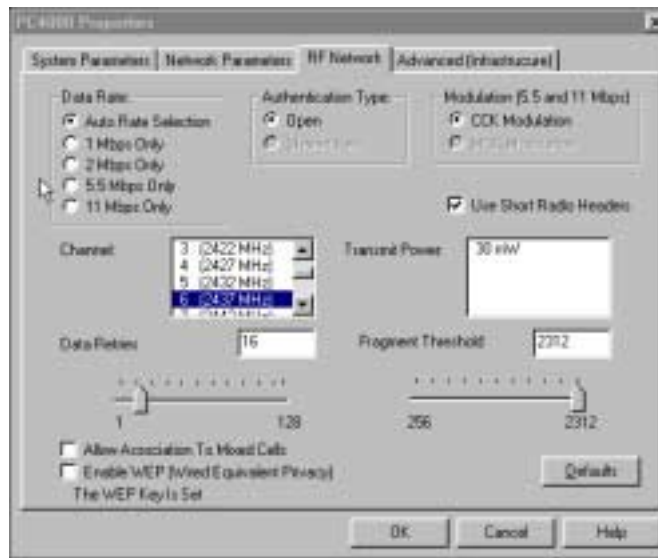 PC4800 Properties
System Parameters
Network Parameters
RF Network
Advanced (Infrastrucure)
Data Rate:
Auto Rate Selection
1 Mbps Only
2 Mbps Only
5.5 Mbps Only
11 Mbps Only
Authentication Type:
Open
Modulation (5.5 and 11 Mbps)
CCK Modulation
Use Short Radio Headers
Channel:
3 (2422 MHz)
4 (2427 MHz)
5 (2432 MHz)
6 (2437 MHz)
Transmit Power:
30 mW
Data Retries:
16
Fragment Threshold:
2312
1
128
256
2312
Allow Association To Mixed Cells
Enable WEP (Wired Equivalent Privacy)
The WEP Key Is Set
Defaults
OK
Cancel
Help